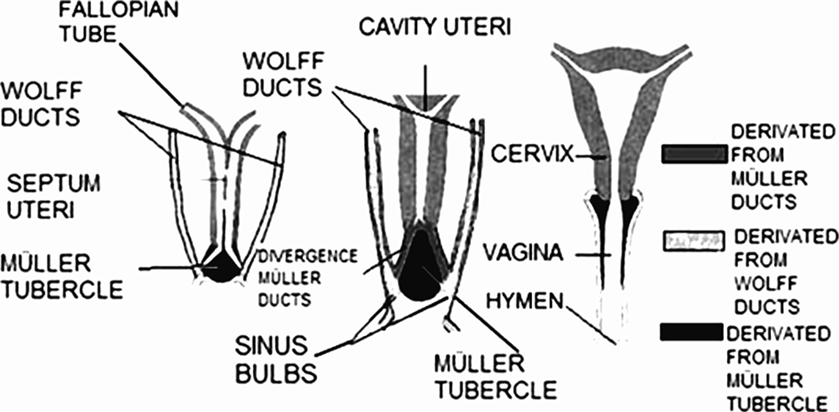 FALLOPIAN
TUBE
WOLFF
DUCTS
SEPTUM
UTERI
MÜLLER
TUBERCLE
CAVITY UTERI
WOLFF
DUCTS
DIVERGENCE
MÜLLER
DUCTS
SINUS
BULBS
MÜLLER
TUBERCLE
CERVIX
VAGINA
HYMEN
DERIVATED
FROM
MÜLLER
DUCTS
DERIVATED
FROM
WOLFF
DUCTS
DERIVATED
FROM
MÜLLER
TUBERCLE